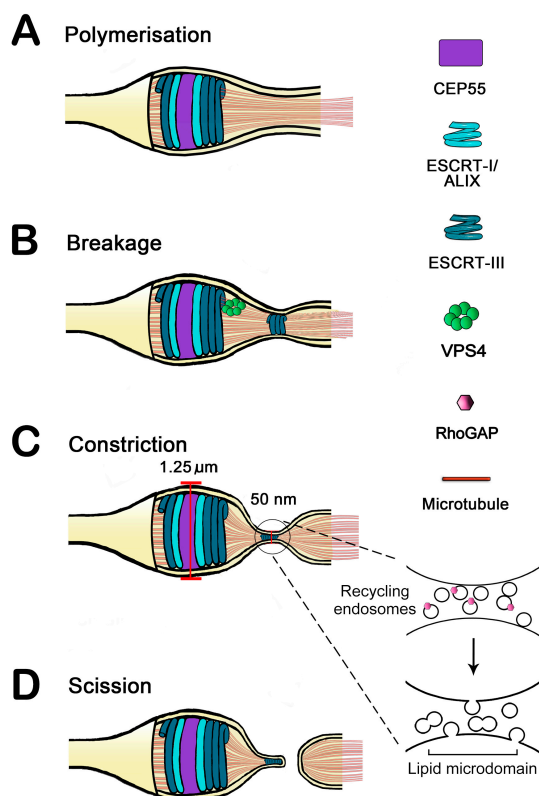 A Polymerisation
CEP55
ESCRT-I/
ALIX
B Breakage
ESCRT-III
VPS4
RhoGAP
C Constriction
1.25 µm
50 nm
Microtubule
Recycling
endosomes
D Scission
Lipid microdomain